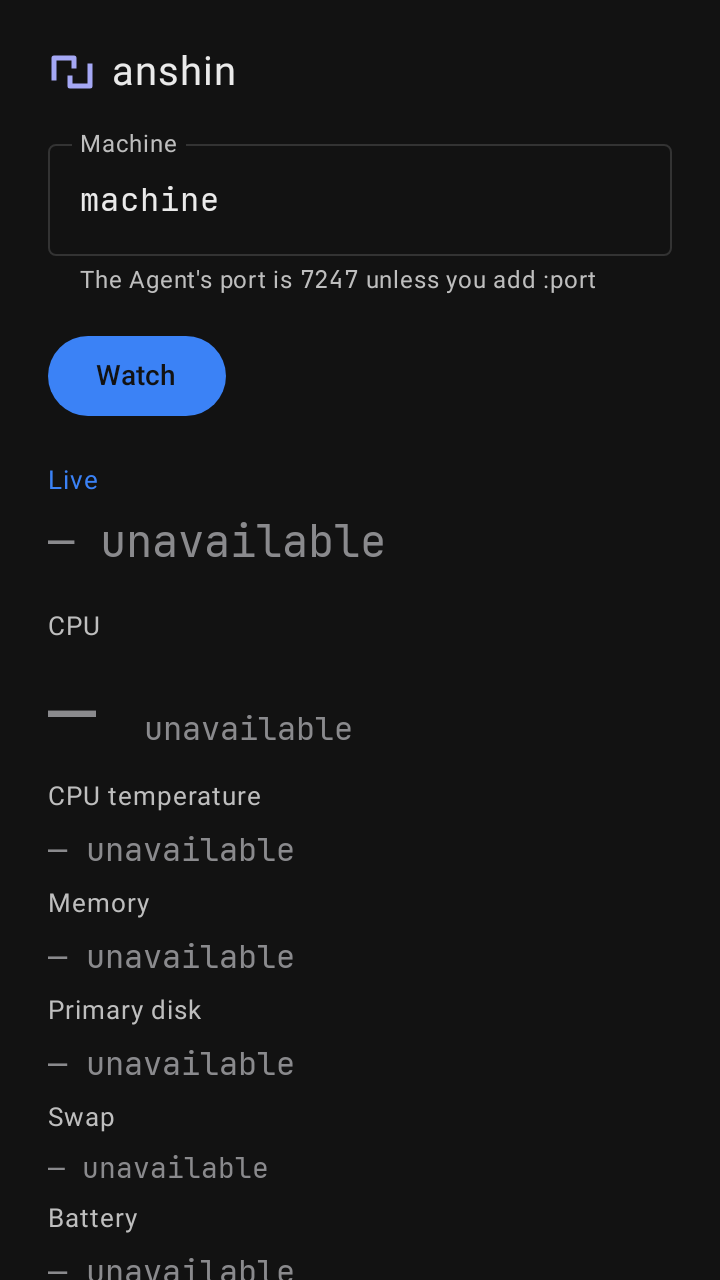 anshin
Machine
machine
The Agent's port is 7247 unless you add :port
Watch
Live
— unavailable
CPU
— unavailable
CPU temperature
— unavailable
Memory
— unavailable
Primary disk
— unavailable
Swap
— unavailable
Battery
— unavailable